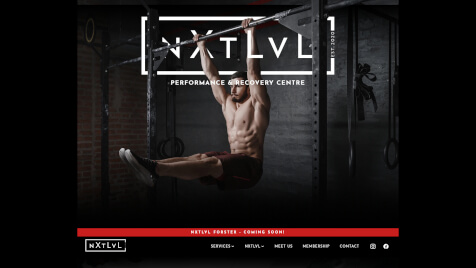 NXTLVL
EST.2020
PERFORMANCE & RECOVERY CENTRE
NXTLVL FORSTER - COMING SOON!
NXTLVL
SERVICES NXTLVL MEET US MEMBERSHIP CONTACT